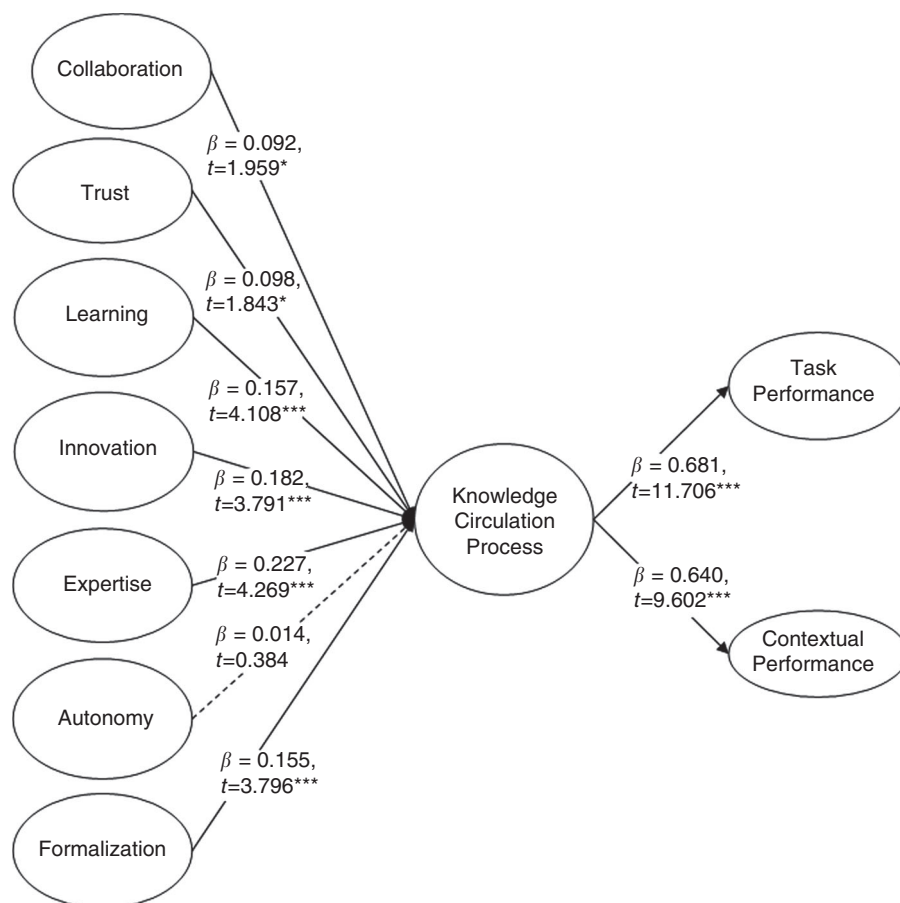 Collaboration
β = 0.092,
t=1.959*
Trust
β = 0.098,
t=1.843*
Learning
β = 0.157,
t=4.108***
Innovation
β = 0.182,
t=3.791***
Expertise
β = 0.227,
t=4.269***
Autonomy
β = 0.014,
t=0.384
Formalization
β = 0.155,
t=3.796***
Knowledge
Circulation
Process
β = 0.681,
t=11.706***
Task
Performance
β = 0.640,
t=9.602***
Contextual
Performance